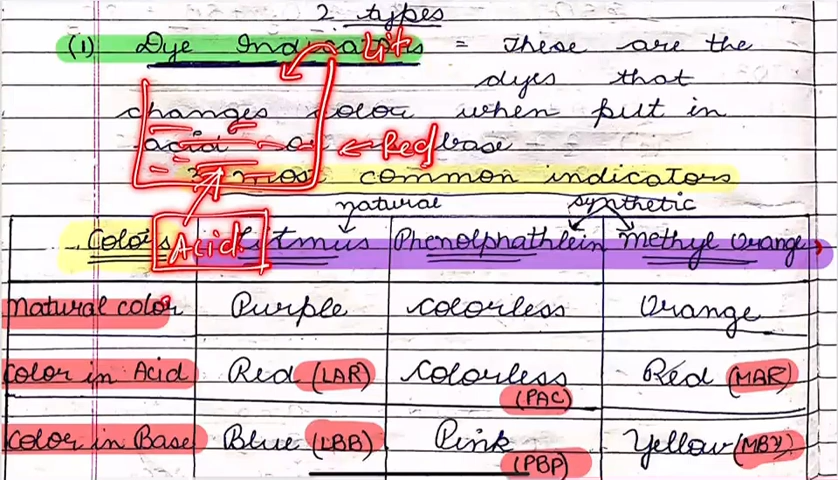 2 types
(1) Dye Indicators = These are the
Lit
dyes that
changes color when put in
acid or base
Red
3 most common indicators
natural synthetic
Acid
Colors Litmus Phenolphathlein Methyl Orange
Natural color Purple Colorless Orange
Color in Acid Red (LAR) Colorless (PAC) Red (MAR)
Color in Base Blue (LBB) Pink (PBP) Yellow (MBY)